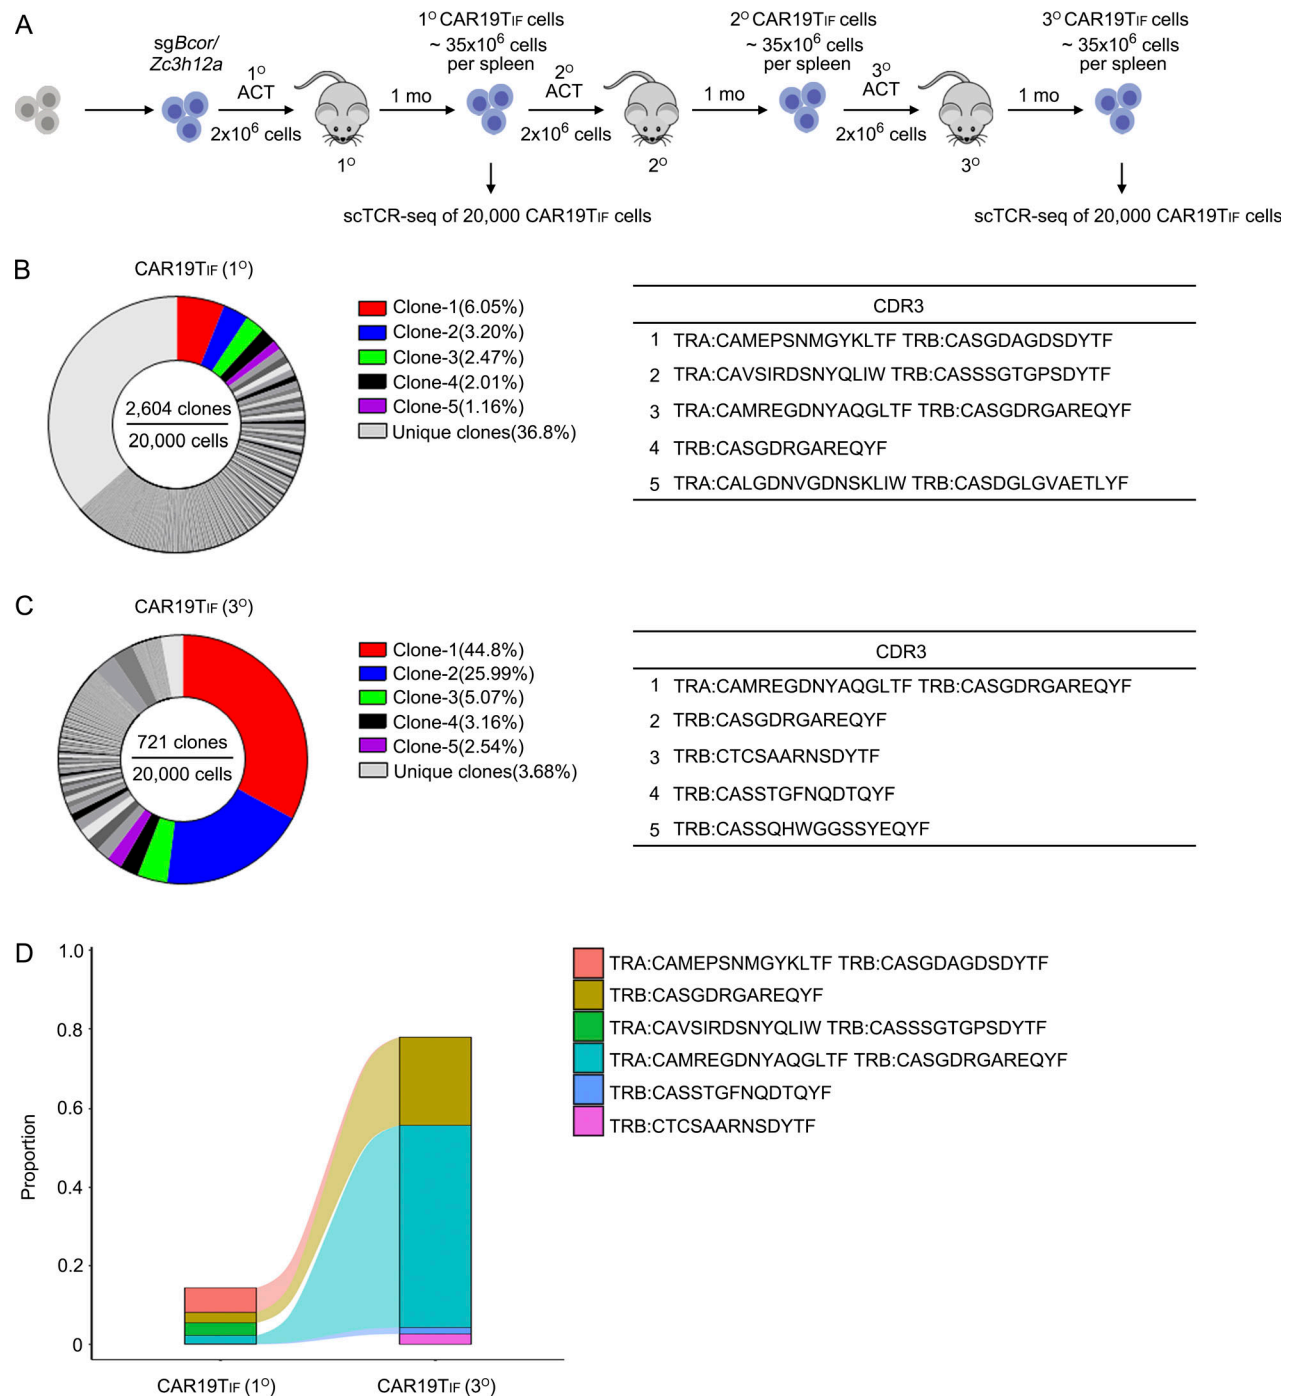 A
sgBcor/
Zc3h12a
1° ACT
2x10⁶ cells
1°
1 mo
1° CAR19TIF cells
~ 35x10⁶ cells
per spleen
2° ACT
2x10⁶ cells
2°
1 mo
2° CAR19TIF cells
~ 35x10⁶ cells
per spleen
3° ACT
2x10⁶ cells
3°
1 mo
3° CAR19TIF cells
~ 35x10⁶ cells
per spleen
scTCR-seq of 20,000 CAR19TIF cells
scTCR-seq of 20,000 CAR19TIF cells
B
CAR19TIF (1°)
2,604 clones
20,000 cells
Clone-1(6.05%)
Clone-2(3.20%)
Clone-3(2.47%)
Clone-4(2.01%)
Clone-5(1.16%)
Unique clones(36.8%)
CDR3
1 TRA:CAMEPSNMGYKLTF TRB:CASGDAGDSDYTF
2 TRA:CAVSIRDSNYQLIW TRB:CASSSGTGPSDYTF
3 TRA:CAMREGDNYAQGLTF TRB:CASGDRGAREQYF
4 TRB:CASGDRGAREQYF
5 TRA:CALGDNVGDNSKLIW TRB:CASDGLGVAETLYF
C
CAR19TIF (3°)
721 clones
20,000 cells
Clone-1(44.8%)
Clone-2(25.99%)
Clone-3(5.07%)
Clone-4(3.16%)
Clone-5(2.54%)
Unique clones(3.68%)
CDR3
1 TRA:CAMREGDNYAQGLTF TRB:CASGDRGAREQYF
2 TRB:CASGDRGAREQYF
3 TRB:CTCSAARNSDYTF
4 TRB:CASSTGFNQDTQYF
5 TRB:CASSQHWGGSSYEQYF
D
Proportion
1.0
0.8
0.6
0.4
0.2
0
CAR19TIF (1°)
CAR19TIF (3°)
TRA:CAMEPSNMGYKLTF TRB:CASGDAGDSDYTF
TRB:CASGDRGAREQYF
TRA:CAVSIRDSNYQLIW TRB:CASSSGTGPSDYTF
TRA:CAMREGDNYAQGLTF TRB:CASGDRGAREQYF
TRB:CASSTGFNQDTQYF
TRB:CTCSAARNSDYTF